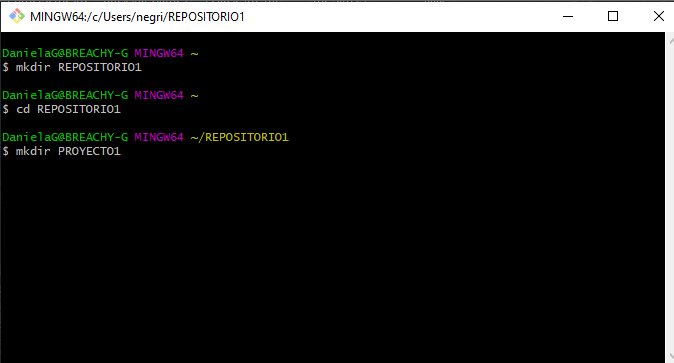 MINGW64:/c/Users/negri/REPOSITORIO1
DanielaG@BREACHY-G MINGW64 ~
$ mkdir REPOSITORIO1
DanielaG@BREACHY-G MINGW64 ~
$ cd REPOSITORIO1
DanielaG@BREACHY-G MINGW64 ~/REPOSITORIO1
$ mkdir PROYECTO1